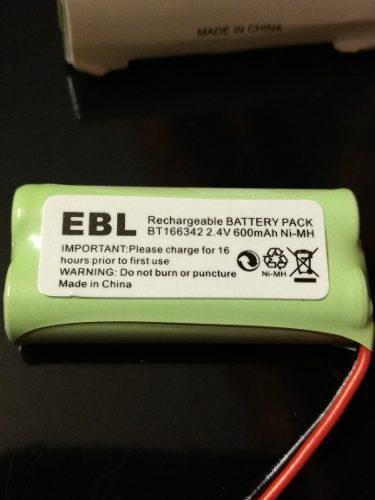 MADE IN CHINA
EBL
Rechargeable BATTERY PACK
BT166342 2.4V 600mAh Ni-MH
IMPORTANT:Please charge for 16
hours prior to first use
WARNING: Do not burn or puncture
Made in China
Ni-MH